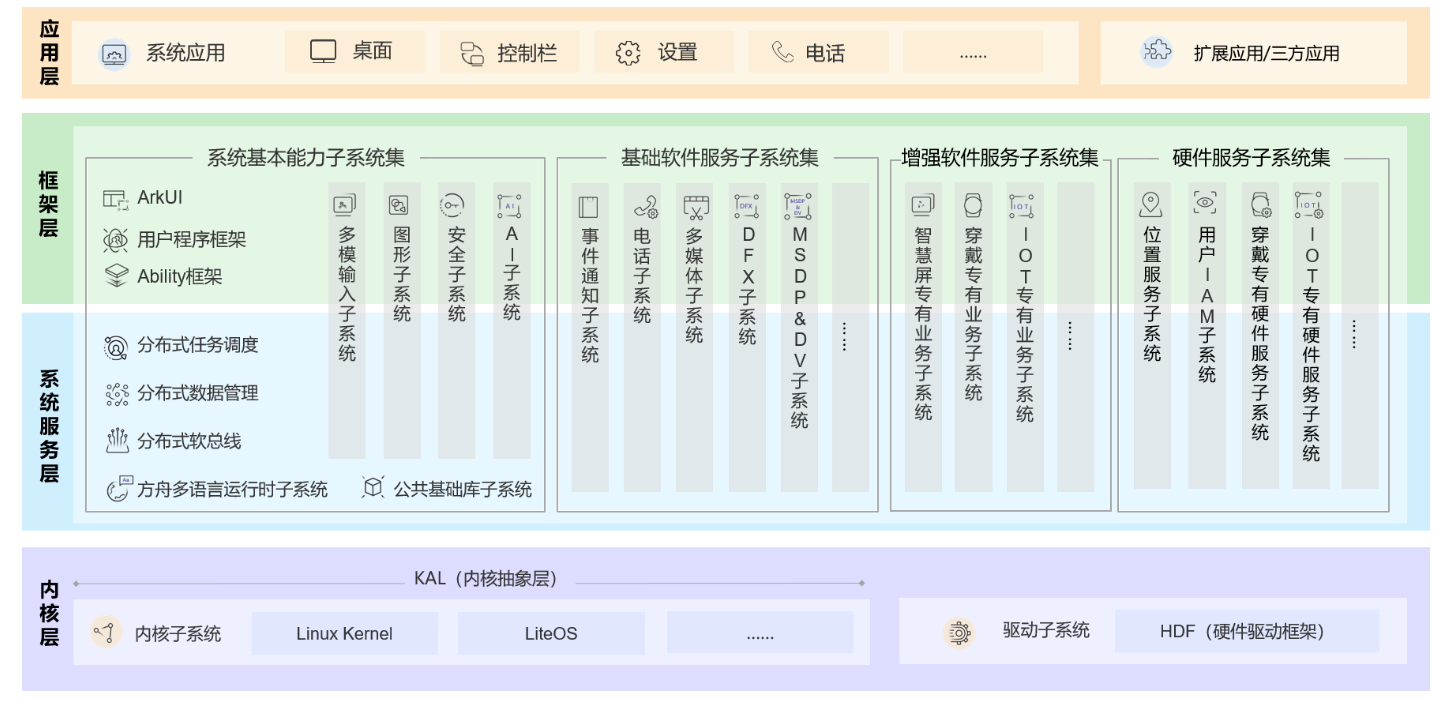 应用层
系统应用
桌面
控制栏
设置
电话
......
扩展应用/三方应用
框架层
系统基本能力子系统集
ArkUI
用户程序框架
Ability框架
多模输入子系统
图形子系统
安全子系统
AI子系统
基础软件服务子系统集
事件通知子系统
电话子系统
多媒体子系统
DFX子系统
MSDP&DV子系统
......
增强软件服务子系统集
智慧屏专有业务子系统
穿戴专有业务子系统
IOT专有业务子系统
......
硬件服务子系统集
位置服务子系统
用户IAM子系统
穿戴专有硬件服务子系统
IOT专有硬件服务子系统
......
系统服务层
分布式任务调度
分布式数据管理
分布式软总线
方舟多语言运行时子系统
公共基础库子系统
内核层
KAL（内核抽象层）
内核子系统
Linux Kernel
LiteOS
......
驱动子系统
HDF（硬件驱动框架）